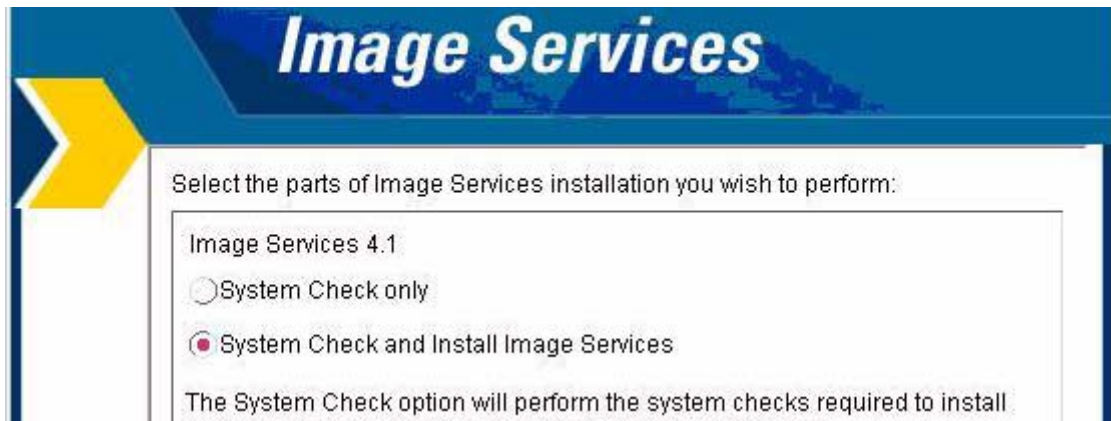 Image Services
Select the parts of Image Services installation you wish to perform:
Image Services 4.1
System Check only
System Check and Install Image Services
The System Check option will perform the system checks required to install